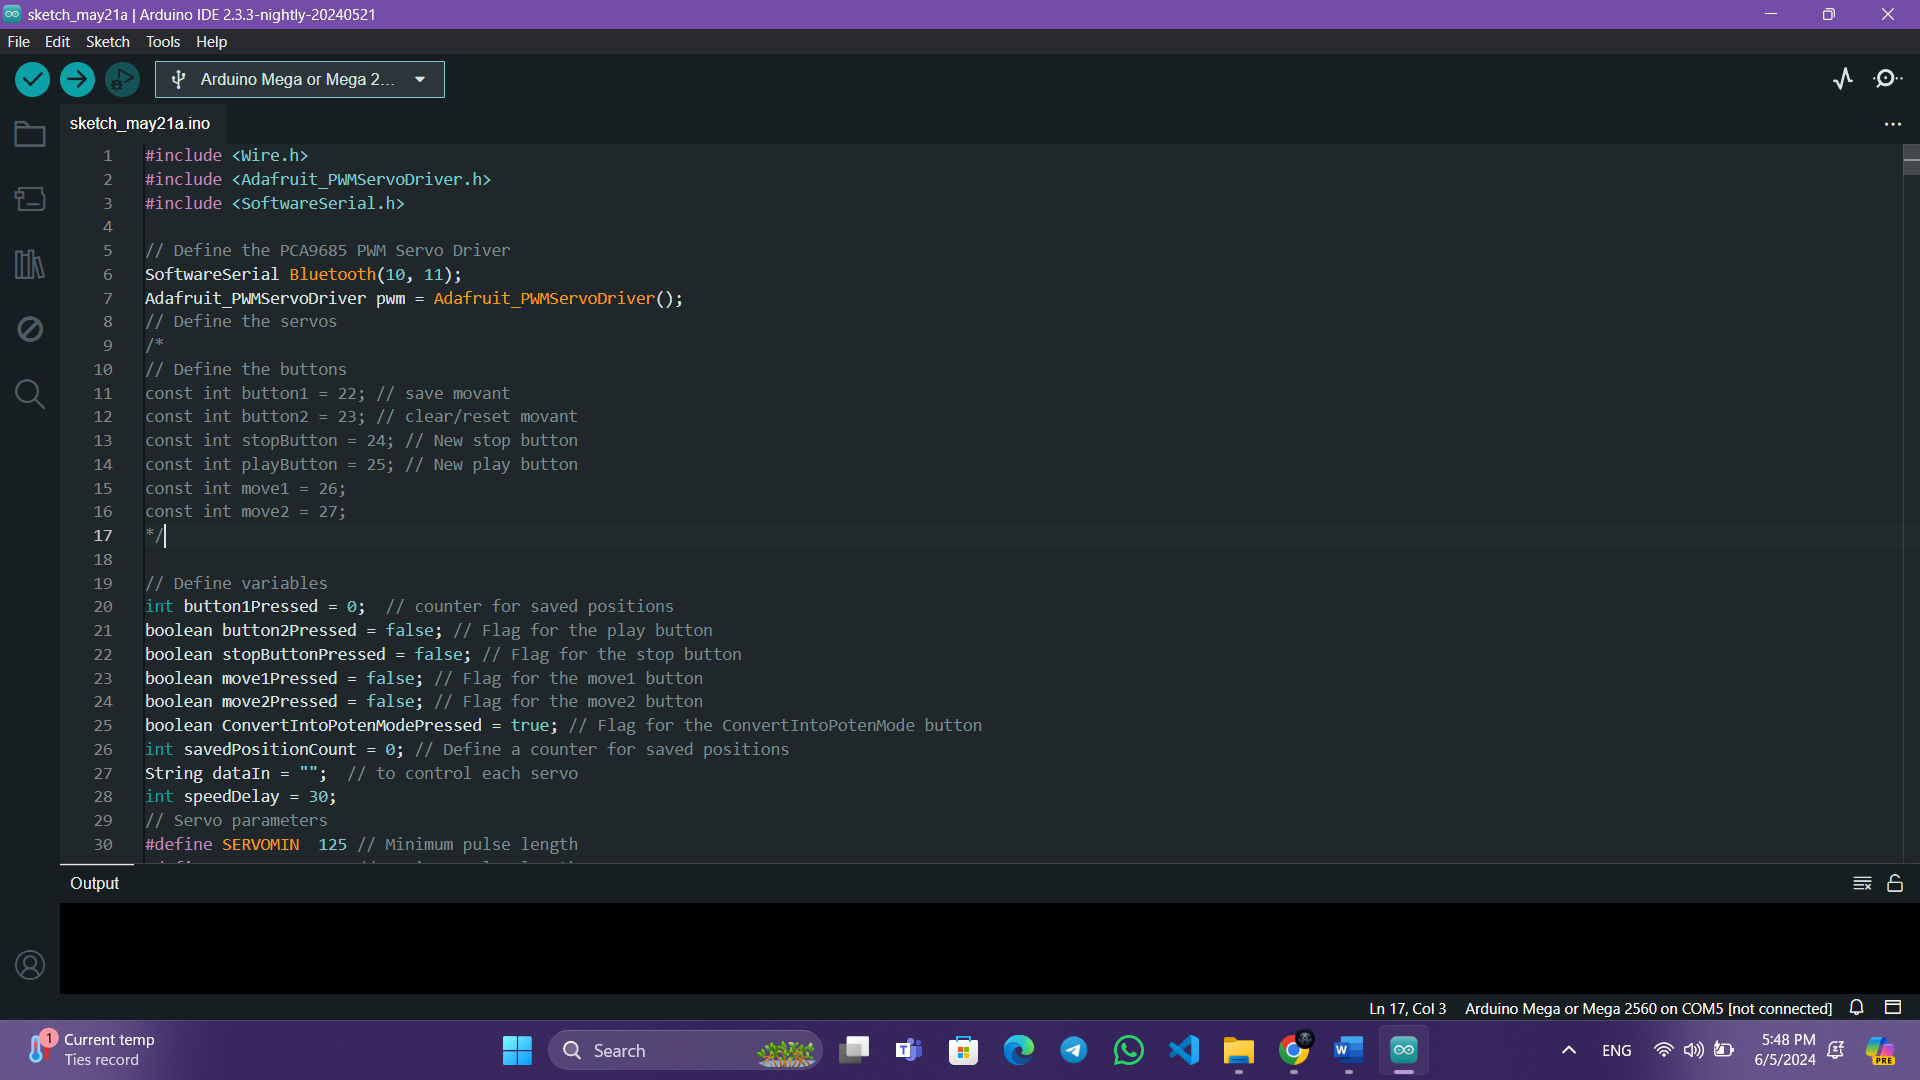 sketch_may21a | Arduino IDE 2.3.3-nightly-20240521
File Edit Sketch Tools Help
Arduino Mega or Mega 2...
sketch_may21a.ino
1 #include <Wire.h>
2 #include <Adafruit_PWMServoDriver.h>
3 #include <SoftwareSerial.h>
4
5 // Define the PCA9685 PWM Servo Driver
6 SoftwareSerial Bluetooth(10, 11);
7 Adafruit_PWMServoDriver pwm = Adafruit_PWMServoDriver();
8 // Define the servos
9 /*
10 // Define the buttons
11 const int button1 = 22; // save movant
12 const int button2 = 23; // clear/reset movant
13 const int stopButton = 24; // New stop button
14 const int playButton = 25; // New play button
15 const int move1 = 26;
16 const int move2 = 27;
17 */
18
19 // Define variables
20 int button1Pressed = 0;  // counter for saved positions
21 boolean button2Pressed = false; // Flag for the play button
22 boolean stopButtonPressed = false; // Flag for the stop button
23 boolean move1Pressed = false; // Flag for the move1 button
24 boolean move2Pressed = false; // Flag for the move2 button
25 boolean ConvertIntoPotenModePressed = true; // Flag for the ConvertIntoPotenMode button
26 int savedPositionCount = 0; // Define a counter for saved positions
27 String dataIn = "";  // to control each servo
28 int speedDelay = 30;
29 // Servo parameters
30 #define SERVOMIN  125 // Minimum pulse length
Output
Ln 17, Col 3 Arduino Mega or Mega 2560 on COM5 [not connected]
1 Current temp
Ties record
Search
ENG
5:48 PM
6/5/2024
PRE